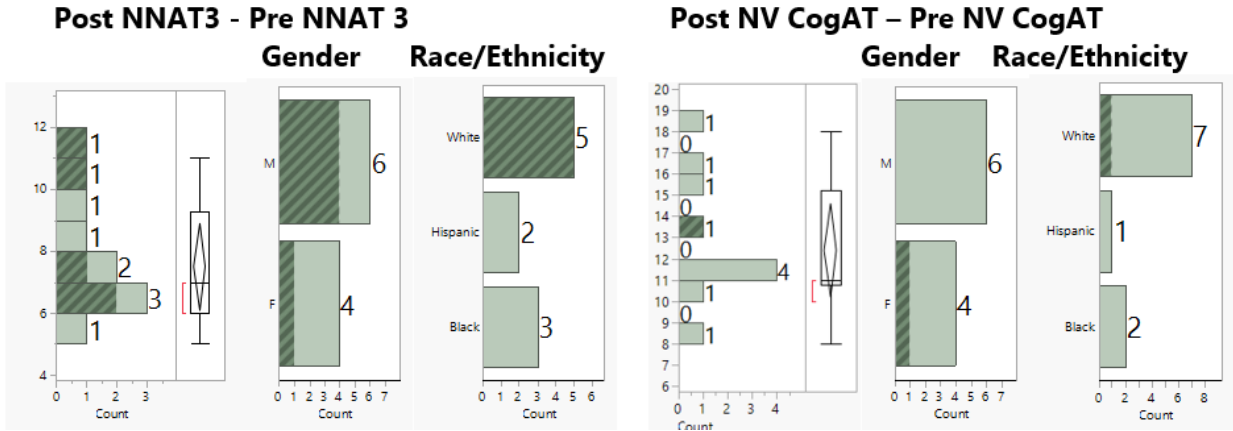 Post NNAT3 - Pre NNAT 3
Gender
Race/Ethnicity
12
10
8
6
4
1
1
1
1
2
3
1
0 1 2 3
Count
M
F
6
4
0 1 2 3 4 5 6 7
Count
White
Hispanic
Black
5
2
3
0 1 2 3 4 5 6
Count
Post NV CogAT – Pre NV CogAT
Gender
Race/Ethnicity
20
19
18
17
16
15
14
13
12
11
10
9
8
7
6
1
0
1
1
0
1
0
4
1
0
1
0 1 2 3 4
Count
M
F
6
4
0 1 2 3 4 5 6 7
Count
White
Hispanic
Black
7
1
2
0 2 4 6 8
Count